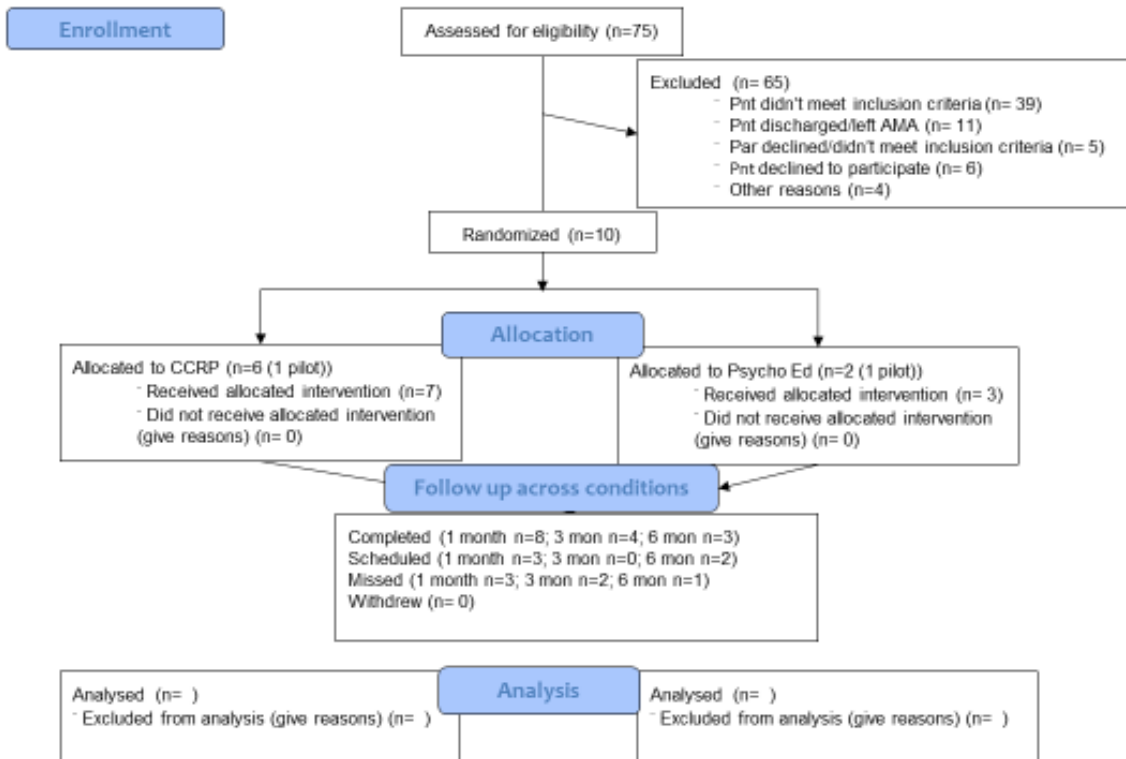 Enrollment
Assessed for eligibility (n=75)
Excluded (n= 65)
- Pnt didn't meet inclusion criteria (n= 39)
- Pnt discharged/left AMA (n= 11)
- Par declined/didn't meet inclusion criteria (n= 5)
- Pnt declined to participate (n= 6)
- Other reasons (n=4)
Randomized (n=10)
Allocation
Allocated to CCRP (n=6 (1 pilot))
- Received allocated intervention (n=7)
- Did not receive allocated intervention
(give reasons) (n= 0)
Allocated to Psycho Ed (n=2 (1 pilot))
- Received allocated intervention (n= 3)
- Did not receive allocated intervention
(give reasons) (n= 0)
Follow up across conditions
Completed (1 month n=8; 3 mon n=4; 6 mon n=3)
Scheduled (1 month n=3; 3 mon n=0; 6 mon n=2)
Missed (1 month n=3; 3 mon n=2; 6 mon n=1)
Withdrew (n= 0)
Analysis
Analysed (n= )
- Excluded from analysis (give reasons) (n= )
Analysed (n= )
- Excluded from analysis (give reasons) (n= )